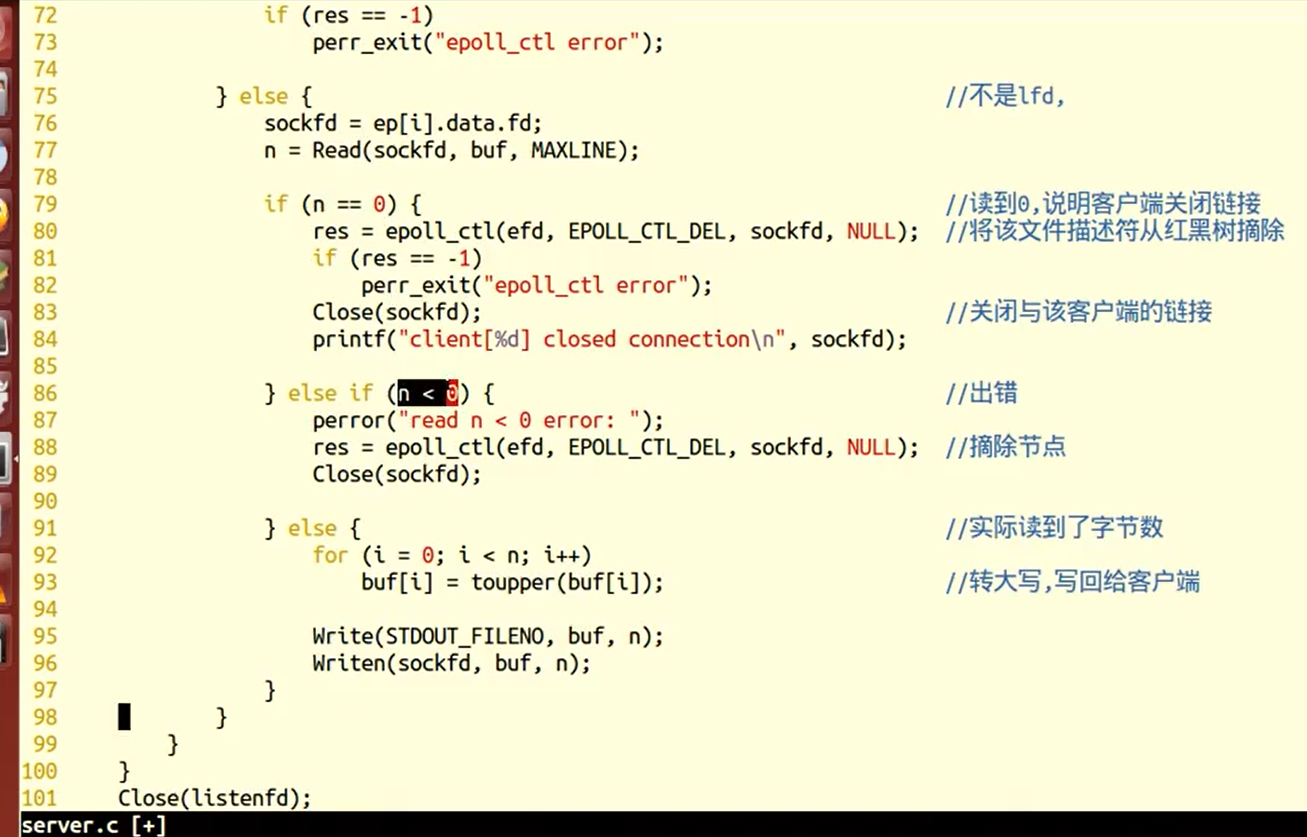 72                 if (res == -1)
73                     perr_exit("epoll_ctl error");
74
75             } else {                                                    //不是lfd,
76                 sockfd = ep[i].data.fd;
77                 n = Read(sockfd, buf, MAXLINE);
78
79                 if (n == 0) {                                           //读到0,说明客户端关闭链接
80                     res = epoll_ctl(efd, EPOLL_CTL_DEL, sockfd, NULL);  //将该文件描述符从红黑树摘除
81                     if (res == -1)
82                         perr_exit("epoll_ctl error");
83                     Close(sockfd);                                      //关闭与该客户端的链接
84                     printf("client[%d] closed connection\n", sockfd);
85
86                 } else if (n < 0) {                                     //出错
87                     perror("read n < 0 error: ");
88                     res = epoll_ctl(efd, EPOLL_CTL_DEL, sockfd, NULL);  //摘除节点
89                     Close(sockfd);
90
91                 } else {                                                //实际读到了字节数
92                     for (i = 0; i < n; i++)
93                         buf[i] = toupper(buf[i]);                       //转大写,写回给客户端
94
95                     Write(STDOUT_FILENO, buf, n);
96                     Writen(sockfd, buf, n);
97                 }
98             }
99         }
100     }
101     Close(listenfd);
server.c [+]